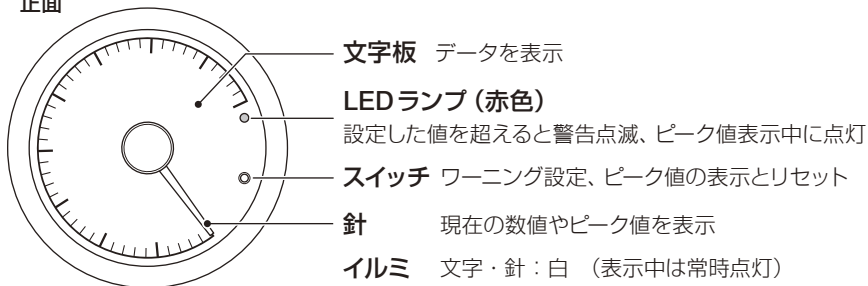 正面
文字板 データを表示
LEDランプ（赤色）
設定した値を超えると警告点滅、ピーク値表示中に点灯
スイッチ ワーニング設定、ピーク値の表示とリセット
針 現在の数値やピーク値を表示
イルミ 文字・針：白 （表示中は常時点灯）